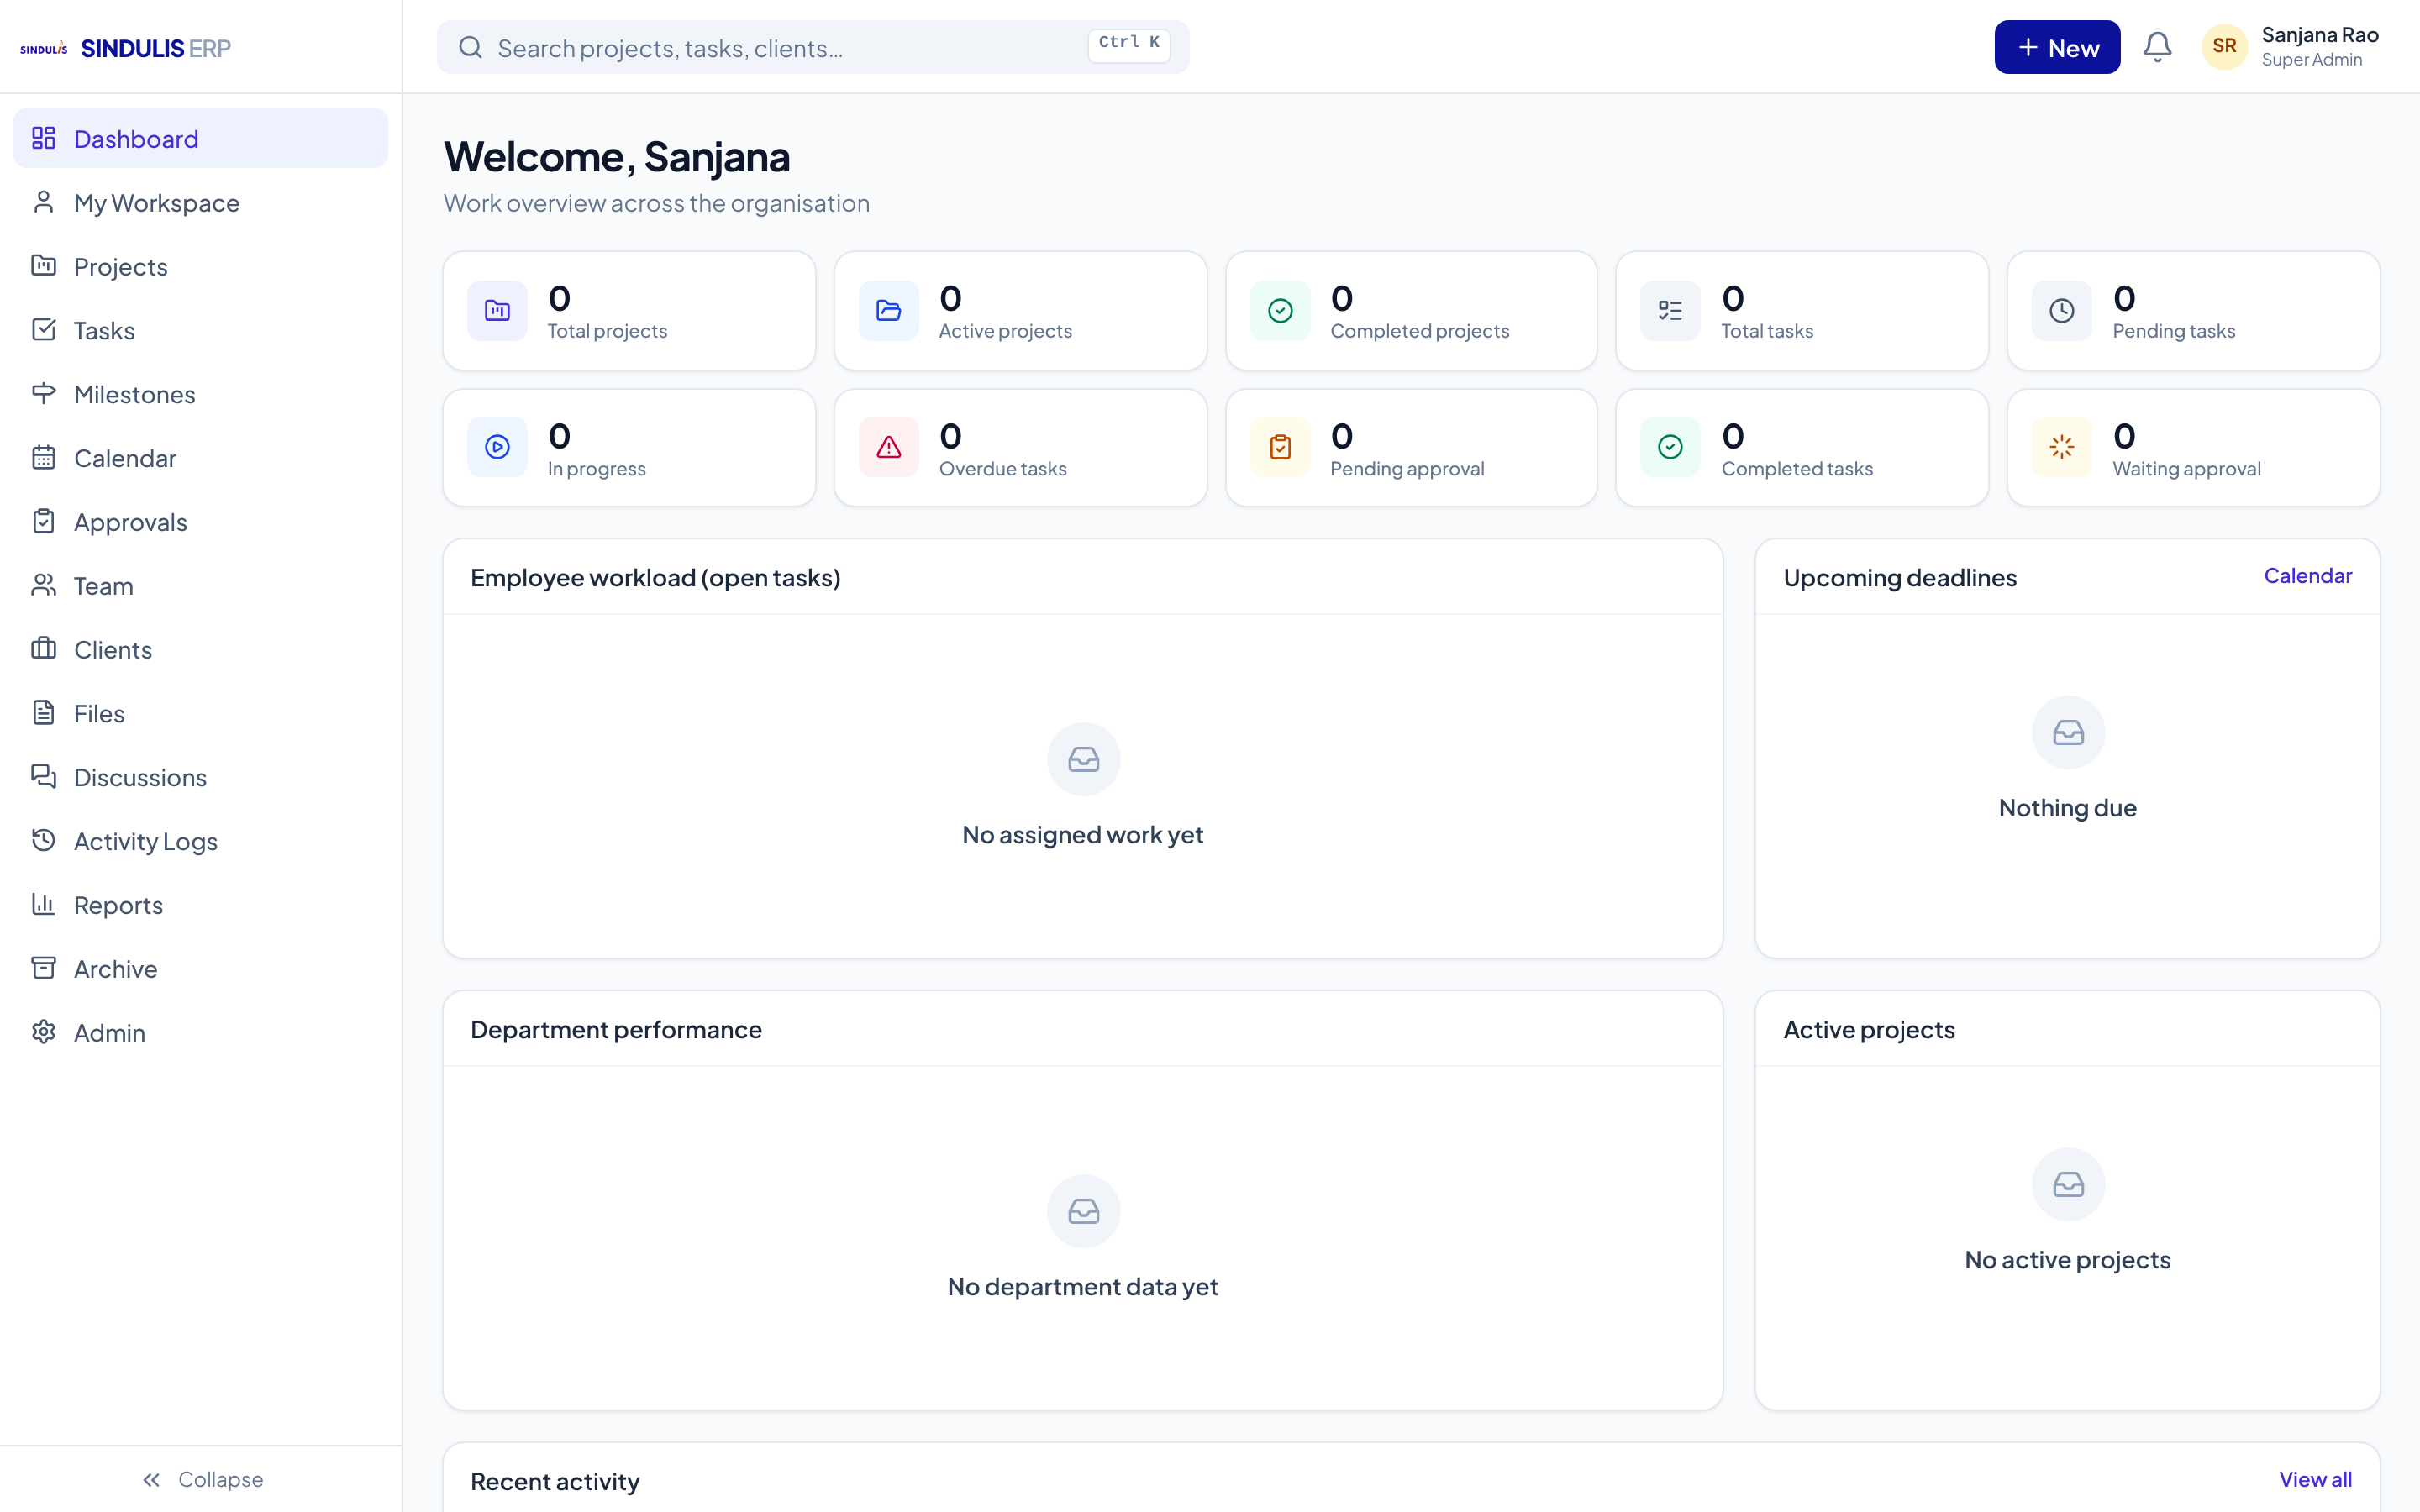 SINDULIS SINDULIS ERP
Search projects, tasks, clients...
Ctrl K
New
SR
Sanjana Rao
Super Admin
Dashboard
My Workspace
Projects
Tasks
Milestones
Calendar
Approvals
Team
Clients
Files
Discussions
Activity Logs
Reports
Archive
Admin
Collapse
Welcome, Sanjana
Work overview across the organisation
0
Total projects
0
Active projects
0
Completed projects
0
Total tasks
0
Pending tasks
0
In progress
0
Overdue tasks
0
Pending approval
0
Completed tasks
0
Waiting approval
Employee workload (open tasks)
No assigned work yet
Upcoming deadlines
Calendar
Nothing due
Department performance
No department data yet
Active projects
No active projects
Recent activity
View all